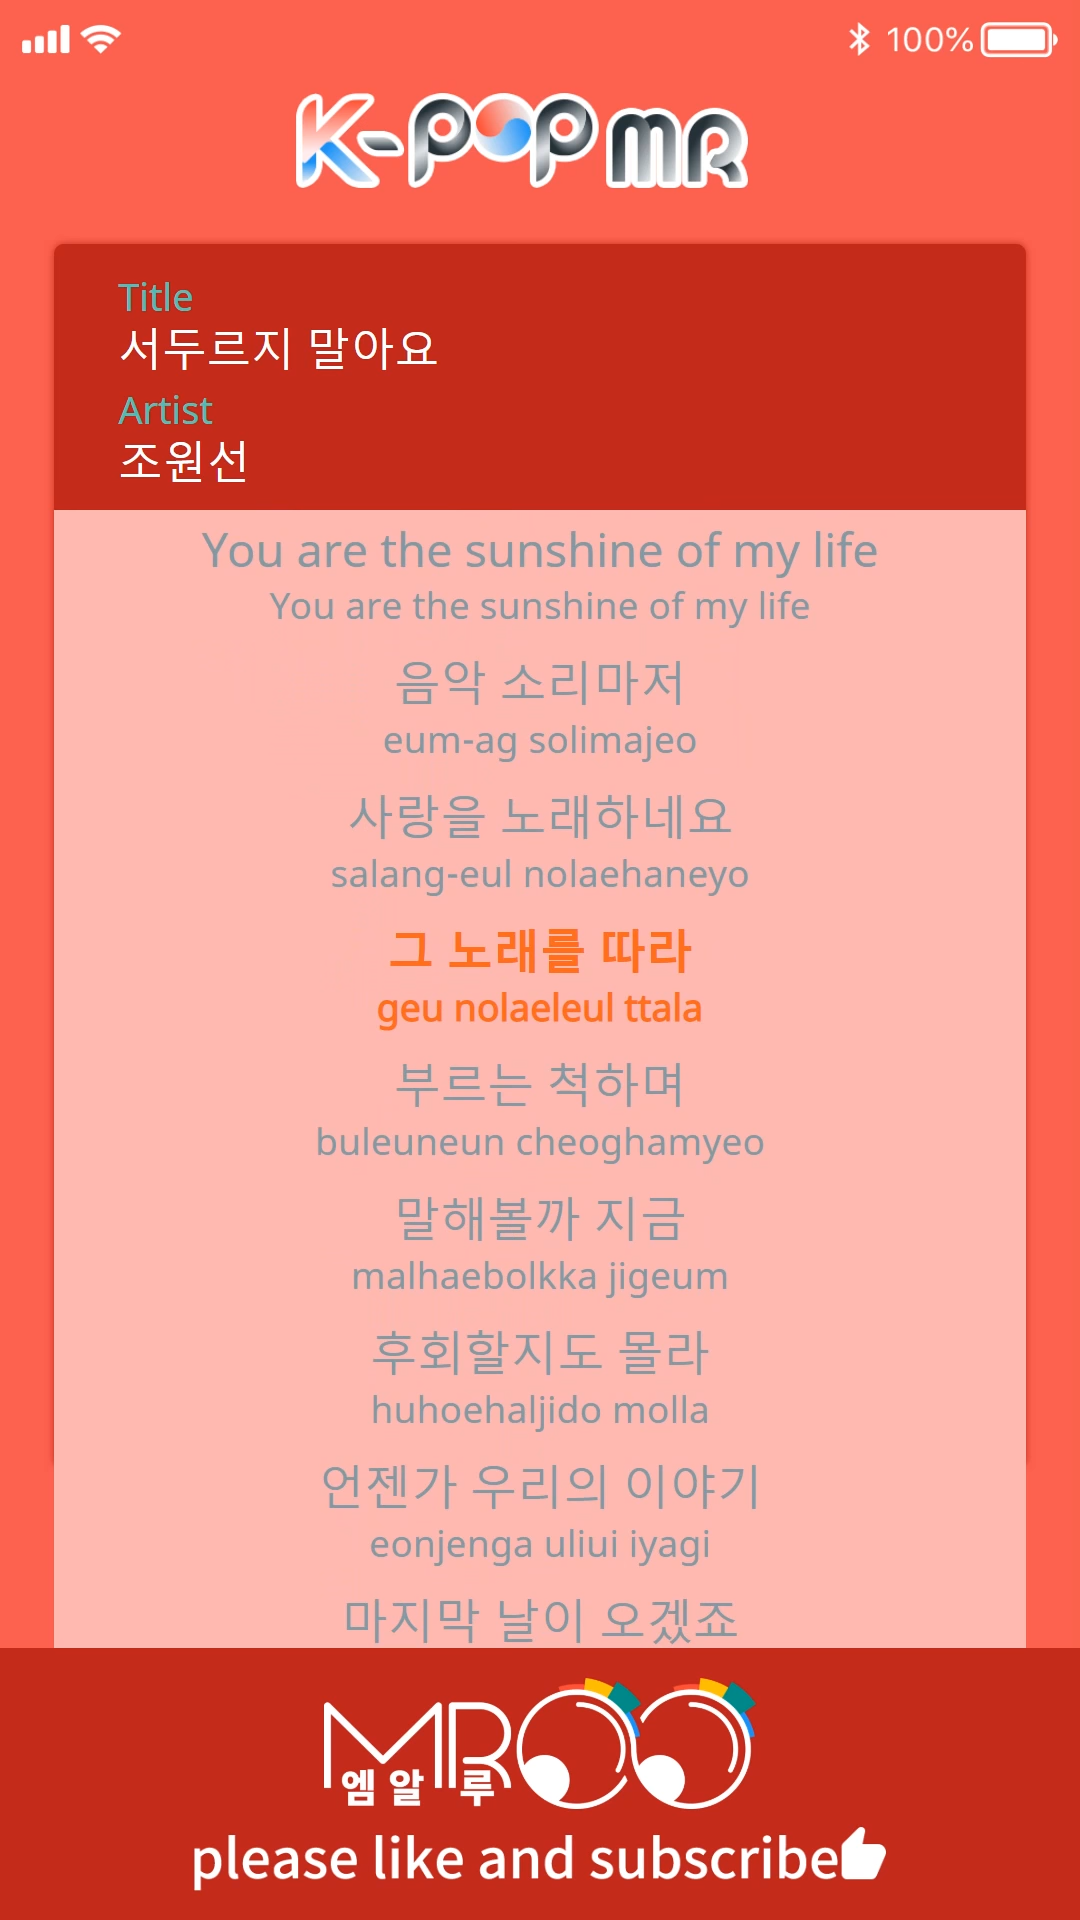 100%
K-POP MR
Title
서두르지 말아요
Artist
조원선
You are the sunshine of my life
You are the sunshine of my life
음악 소리마저
eum-ag solimajeo
사랑을 노래하네요
salang-eul nolaehaneyo
그 노래를 따라
geu nolaeleul ttala
부르는 척하며
buleuneun cheoghamyeo
말해볼까 지금
malhaebolkka jigeum
후회할지도 몰라
huhoehaljido molla
언젠가 우리의 이야기
eonjenga uliui iyagi
마지막 날이 오겠죠
MROO
엠알루
please like and subscribe